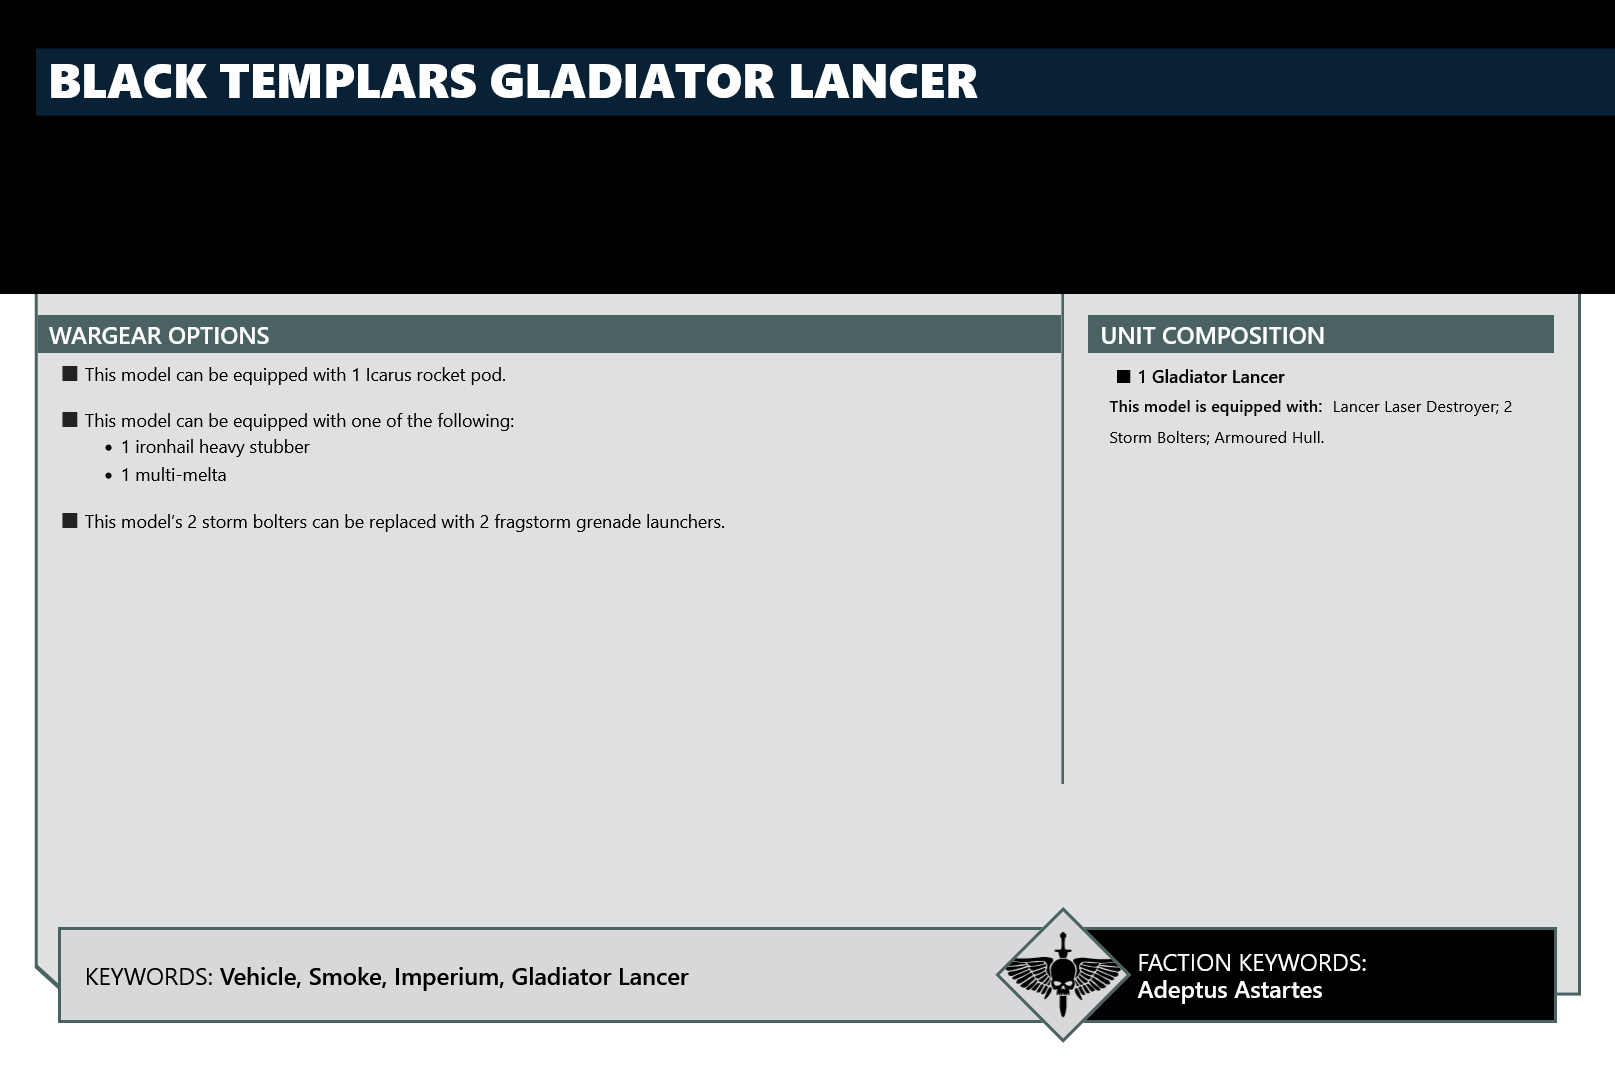 BLACK TEMPLARS GLADIATOR LANCER
WARGEAR OPTIONS
■ This model can be equipped with 1 Icarus rocket pod.
■ This model can be equipped with one of the following:
• 1 ironhail heavy stubber
• 1 multi-melta
■ This model’s 2 storm bolters can be replaced with 2 fragstorm grenade launchers.
UNIT COMPOSITION
■ 1 Gladiator Lancer
This model is equipped with: Lancer Laser Destroyer; 2
Storm Bolters; Armoured Hull.
KEYWORDS: Vehicle, Smoke, Imperium, Gladiator Lancer
FACTION KEYWORDS:
Adeptus Astartes